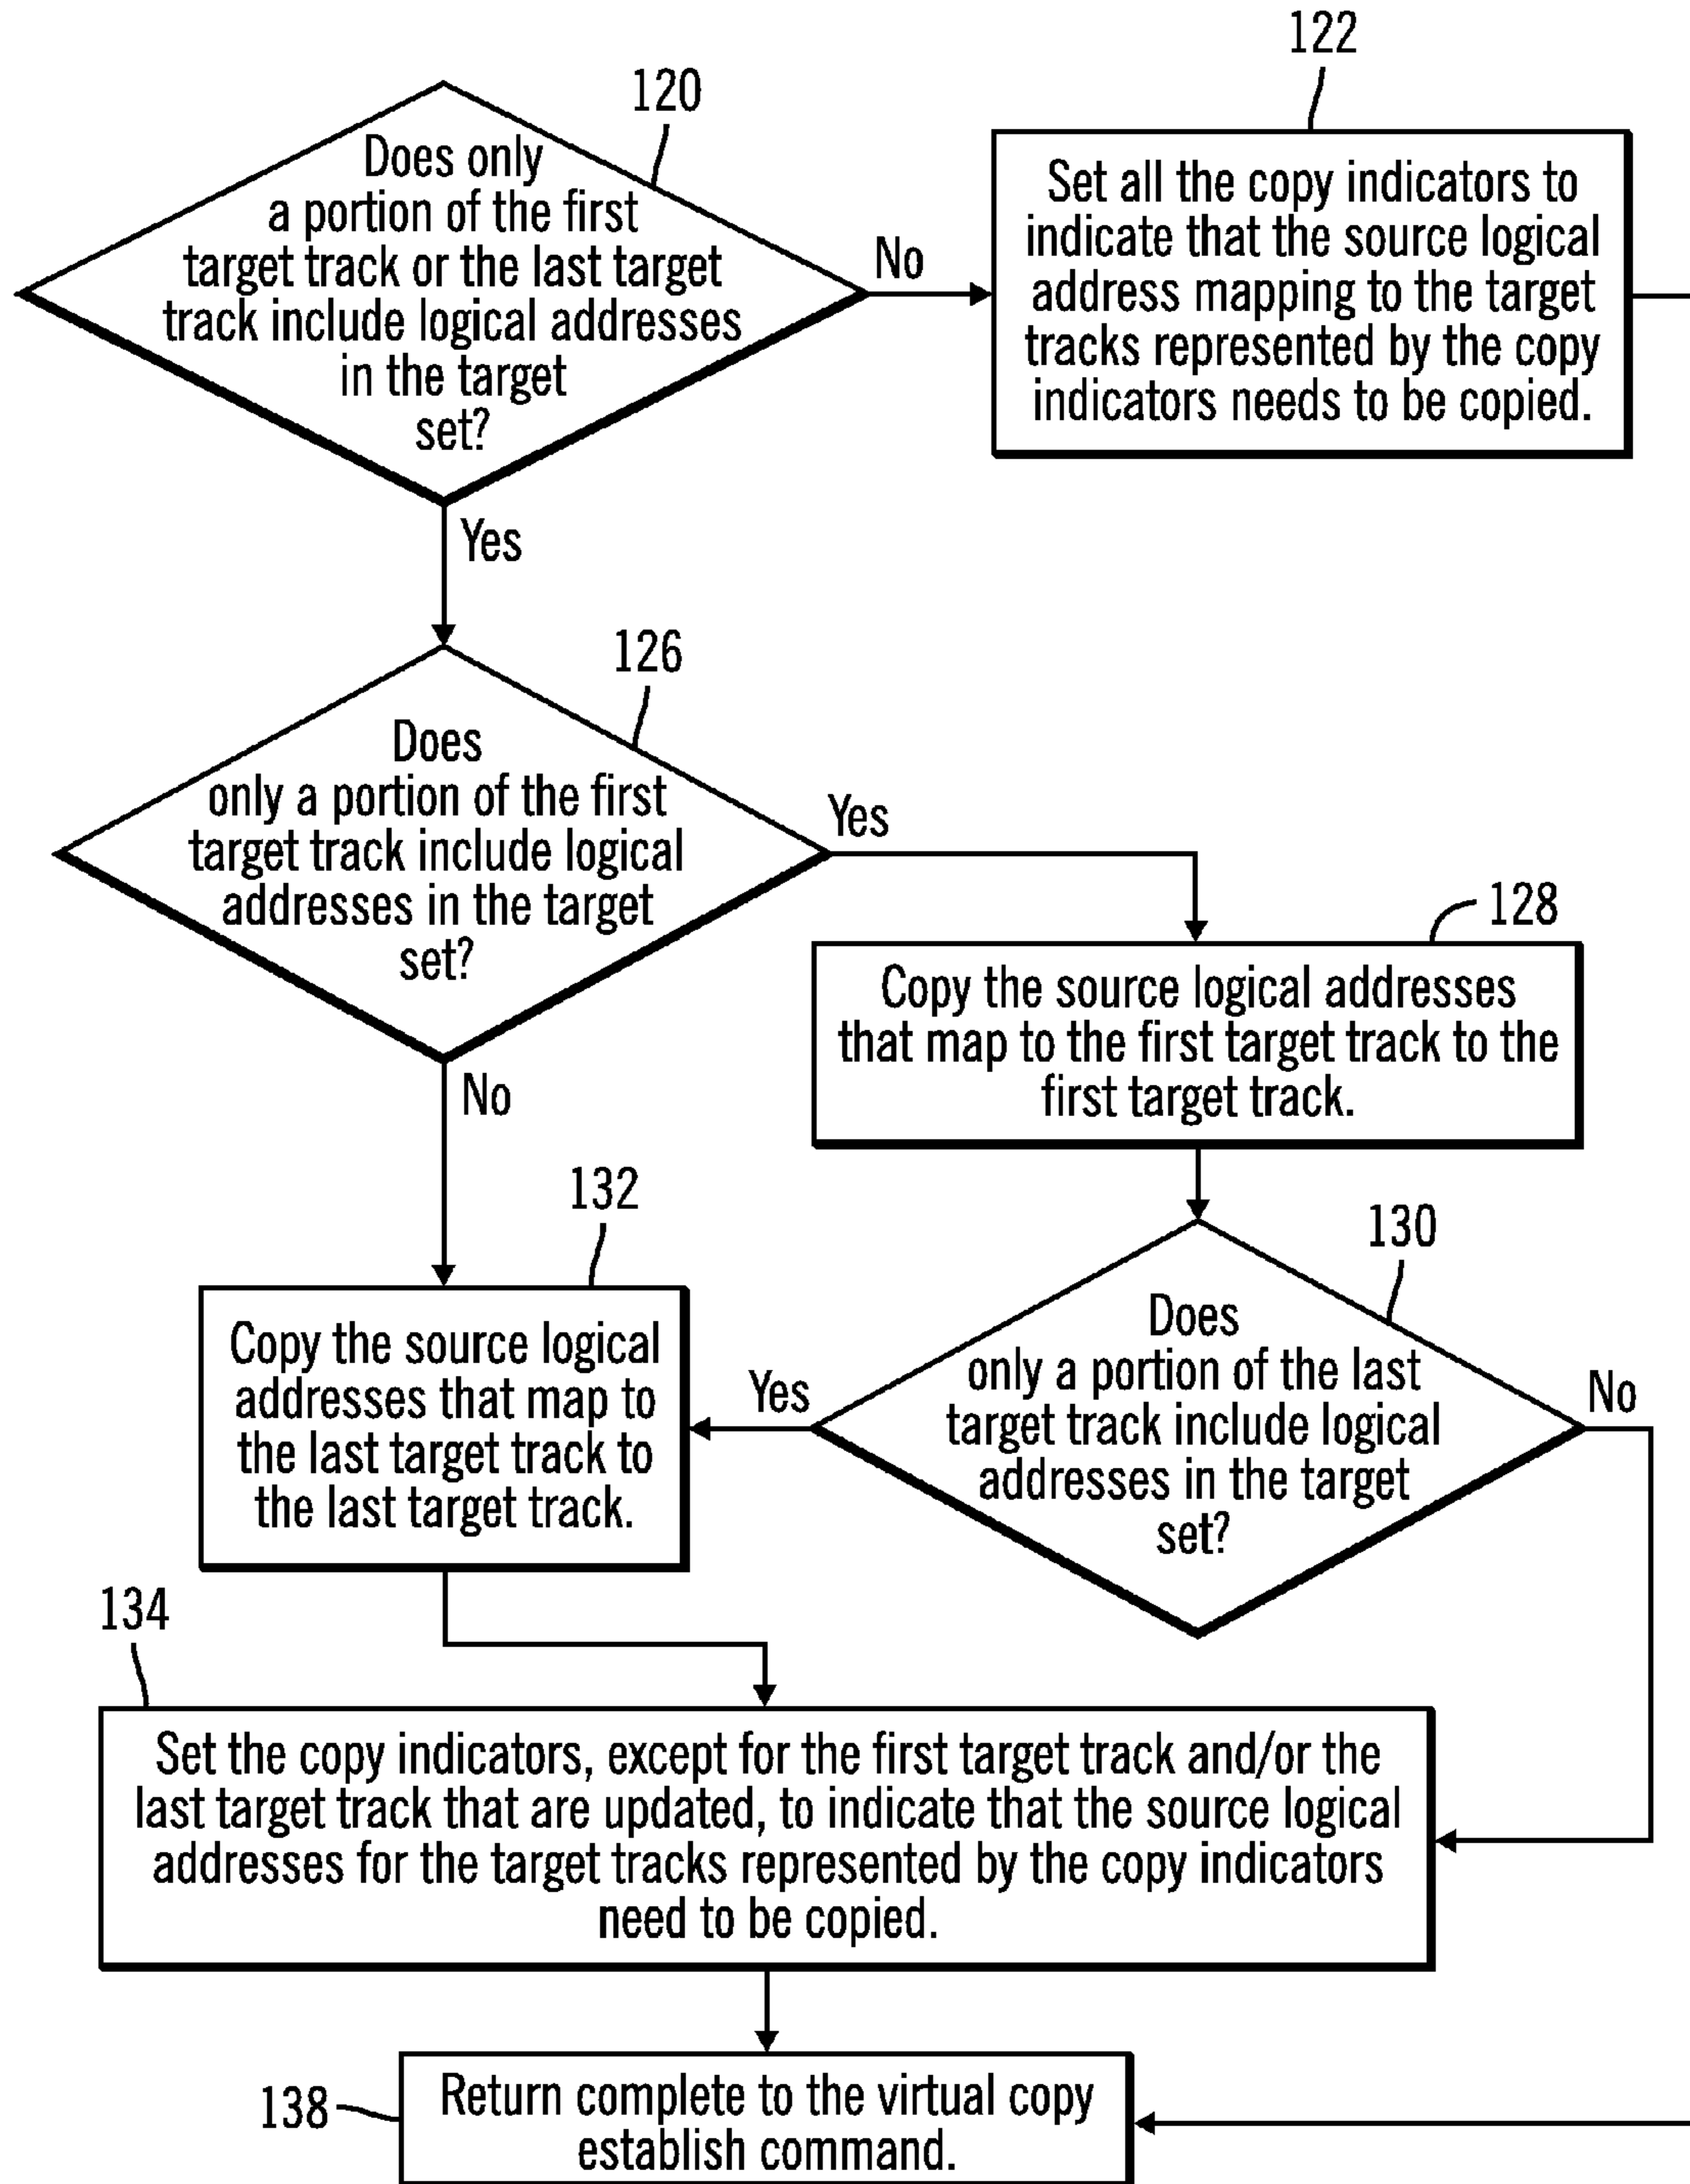 122
120
Does only
a portion of the first
target track or the last target
track include logical addresses
in the target
set?
No
Set all the copy indicators to
indicate that the source logical
address mapping to the target
tracks represented by the copy
indicators needs to be copied.
Yes
126
Does
only a portion of the first
target track include logical
addresses in the target
set?
Yes
128
Copy the source logical addresses
that map to the first target track to the
first target track.
No
132
130
Copy the source logical
addresses that map to
the last target track to
the last target track.
Yes
Does
only a portion of the last
target track include logical
addresses in the target
set?
No
134
Set the copy indicators, except for the first target track and/or the
last target track that are updated, to indicate that the source logical
addresses for the target tracks represented by the copy indicators
need to be copied.
138
Return complete to the virtual copy
establish command.